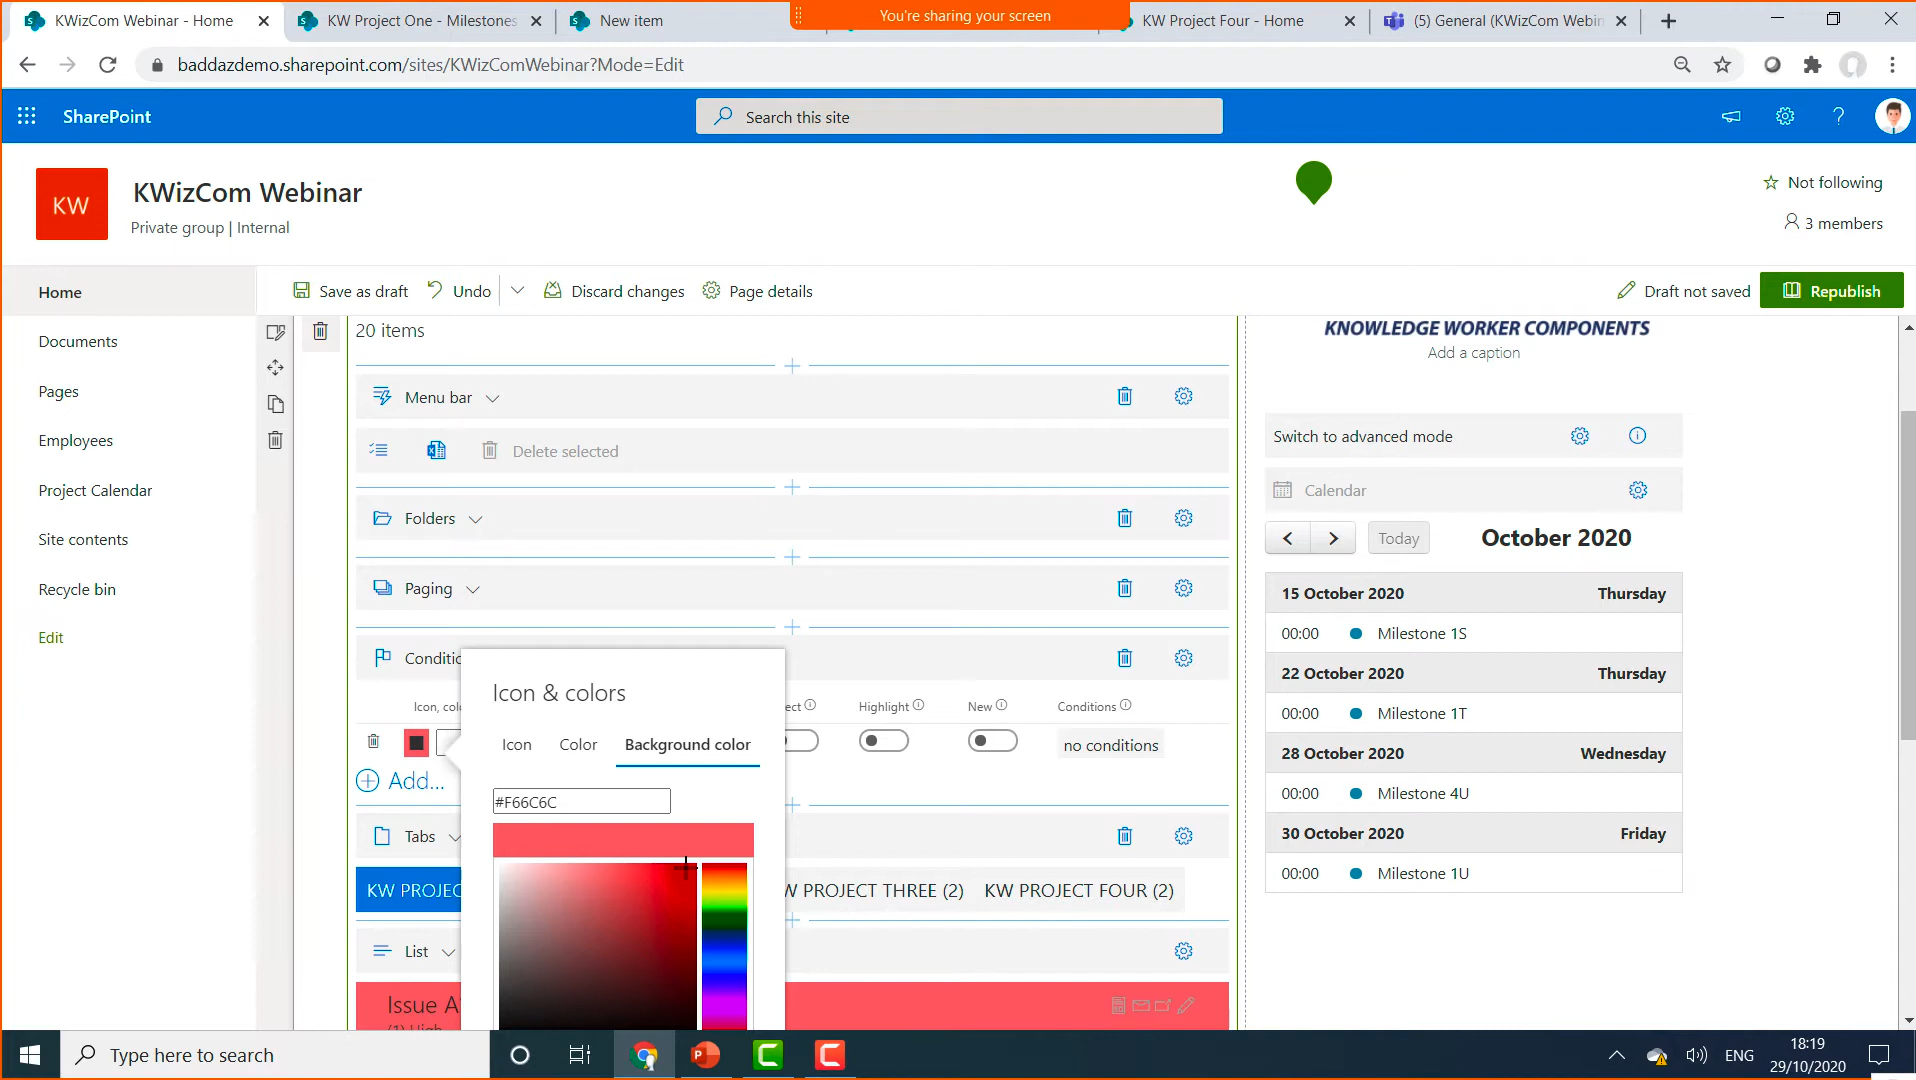 KWizCom Webinar - Home
KW Project One - Milestones
New item
You're sharing your screen
KW Project Four - Home
(5) General (KWizCom Webin
baddazdemo.sharepoint.com/sites/KWizComWebinar?Mode=Edit
SharePoint
Search this site
KW
KWizCom Webinar
Private group | Internal
Not following
3 members
Home
Documents
Pages
Employees
Project Calendar
Site contents
Recycle bin
Edit
Save as draft
Undo
Discard changes
Page details
Draft not saved
Republish
20 items
Menu bar
Delete selected
Folders
Paging
Conditio
Icon, colo
ect
Highlight
New
Conditions
no conditions
Add...
Icon & colors
Icon
Color
Background color
#F66C6C
Tabs
KW PROJEC
W PROJECT THREE (2)
KW PROJECT FOUR (2)
List
Issue A
(1) High
KNOWLEDGE WORKER COMPONENTS
Add a caption
Switch to advanced mode
Calendar
Today
October 2020
15 October 2020 Thursday
00:00 Milestone 1S
22 October 2020 Thursday
00:00 Milestone 1T
28 October 2020 Wednesday
00:00 Milestone 4U
30 October 2020 Friday
00:00 Milestone 1U
Type here to search
ENG
18:19
29/10/2020